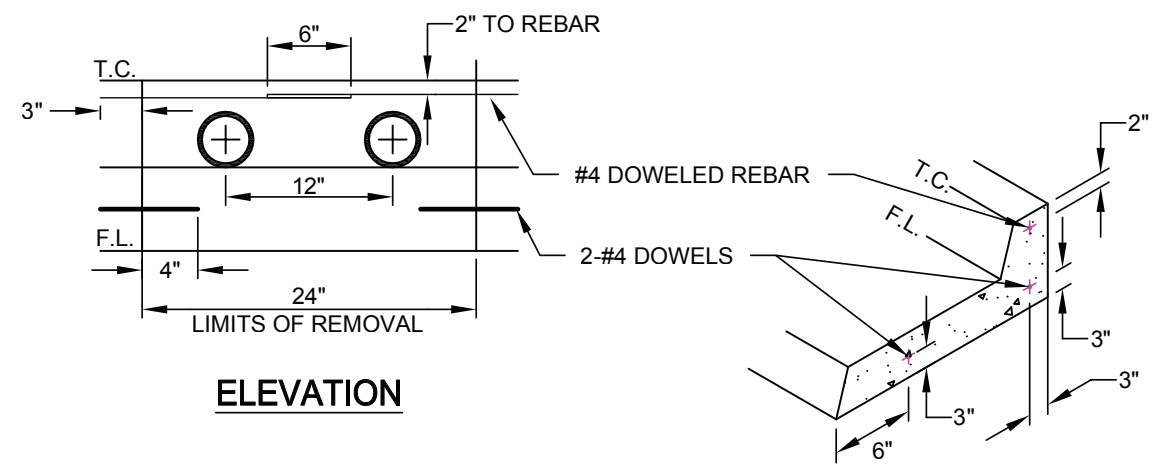 6"
2" TO REBAR
T.C.
3"
12"
#4 DOWELED REBAR
F.L.
2-#4 DOWELS
4"
24"
LIMITS OF REMOVAL
ELEVATION
2"
T.C.
F.L.
3"
3"
3"
6"